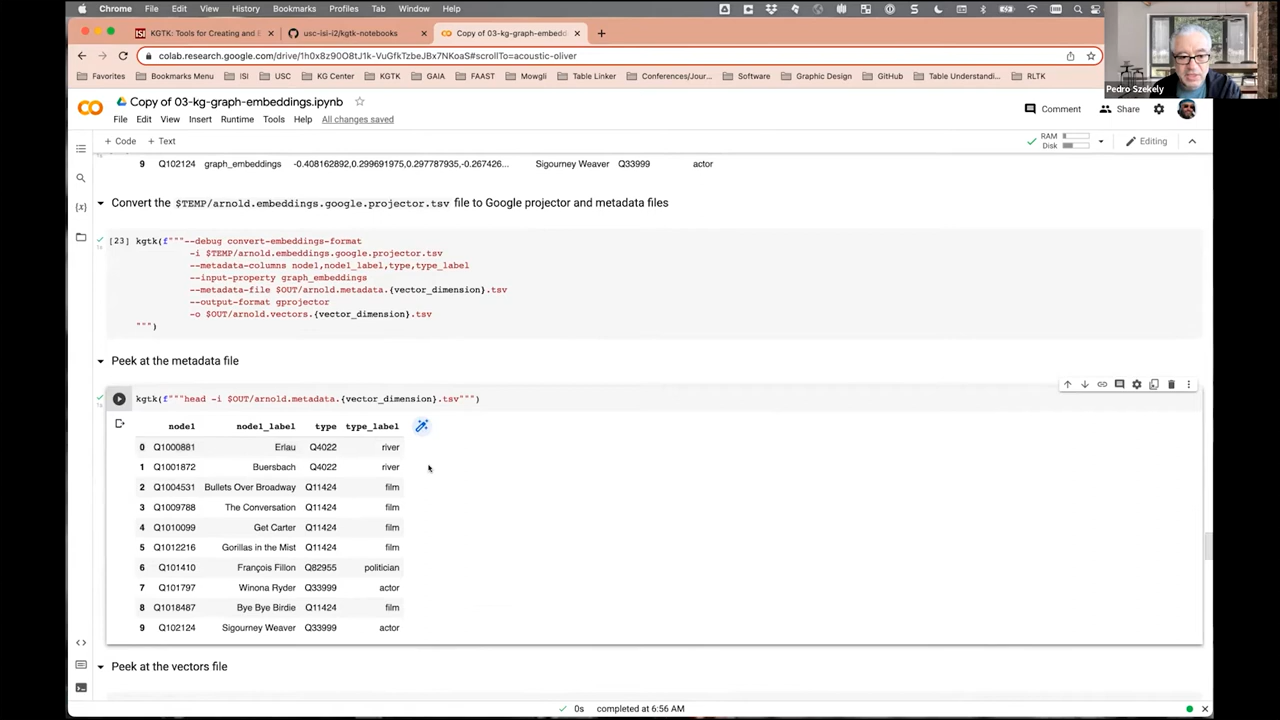 Chrome File Edit View History Bookmarks Profiles Tab Window Help
KGTK: Tools for Creating and E
usc-isi-i2/kgtk-notebooks
Copy of 03-kg-graph-embedd
colab.research.google.com/drive/1h0x8z90O8tJ1k-VuGfkTzbeJBx7NKoaS#scrollTo=acoustic-oliver
Favorites Bookmarks Menu ISI USC KG Center KGTK GAIA FAAST Mowgli Table Linker Conferences/Jour... Software Graphic Design GitHub Table Understandi... RLTK
Pedro Szekely
CO
Copy of 03-kg-graph-embeddings.ipynb
Comment Share
File Edit View Insert Runtime Tools Help All changes saved
+ Code + Text
RAM
Disk
Editing
9 Q102124 graph_embeddings -0.408162892,0.299691975,0.297787935,-0.267426... Sigourney Weaver Q33999 actor
Convert the $TEMP/arnold.embeddings.google.projector.tsv file to Google projector and metadata files
[23] kgtk(f"""--debug convert-embeddings-format
-i $TEMP/arnold.embeddings.google.projector.tsv
--metadata-columns node1,node1_label,type,type_label
--input-property graph_embeddings
--metadata-file $OUT/arnold.metadata.{vector_dimension}.tsv
--output-format gprojector
-o $OUT/arnold.vectors.{vector_dimension}.tsv
""")
1s
Peek at the metadata file
kgtk(f"""head -i $OUT/arnold.metadata.{vector_dimension}.tsv""")
1s
node1 node1_label type type_label
0 Q1000881 Erlau Q4022 river
1 Q1001872 Buersbach Q4022 river
2 Q1004531 Bullets Over Broadway Q11424 film
3 Q1009788 The Conversation Q11424 film
4 Q1010099 Get Carter Q11424 film
5 Q1012216 Gorillas in the Mist Q11424 film
6 Q101410 François Fillon Q82955 politician
7 Q101797 Winona Ryder Q33999 actor
8 Q1018487 Bye Bye Birdie Q11424 film
9 Q102124 Sigourney Weaver Q33999 actor
Peek at the vectors file
0s completed at 6:56 AM